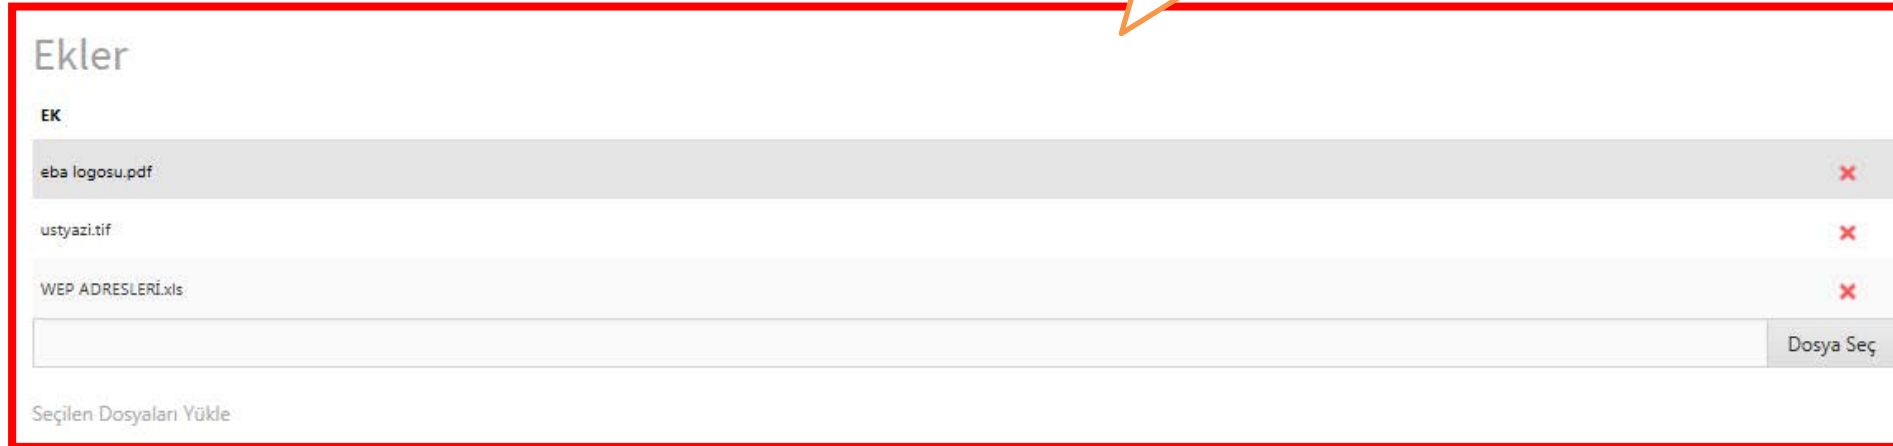 Ekler
EK
eba logosu.pdf
ustyazi.tif
WEP ADRESLERİ.xls
Dosya Seç
Seçilen Dosyaları Yükle